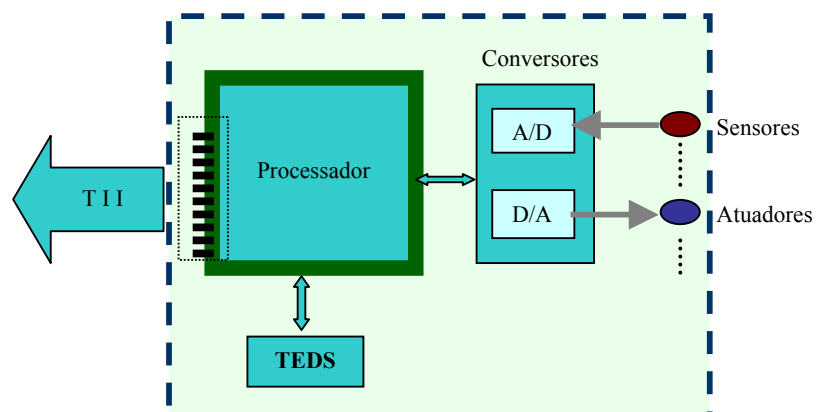 Conversores
A/D
Sensores
Processador
T I I
D/A
Atuadores
TEDS